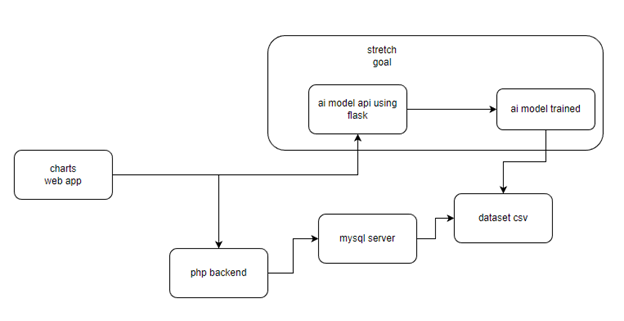 stretch
goal
ai model api using
flask
ai model trained
charts
web app
dataset csv
mysql server
php backend